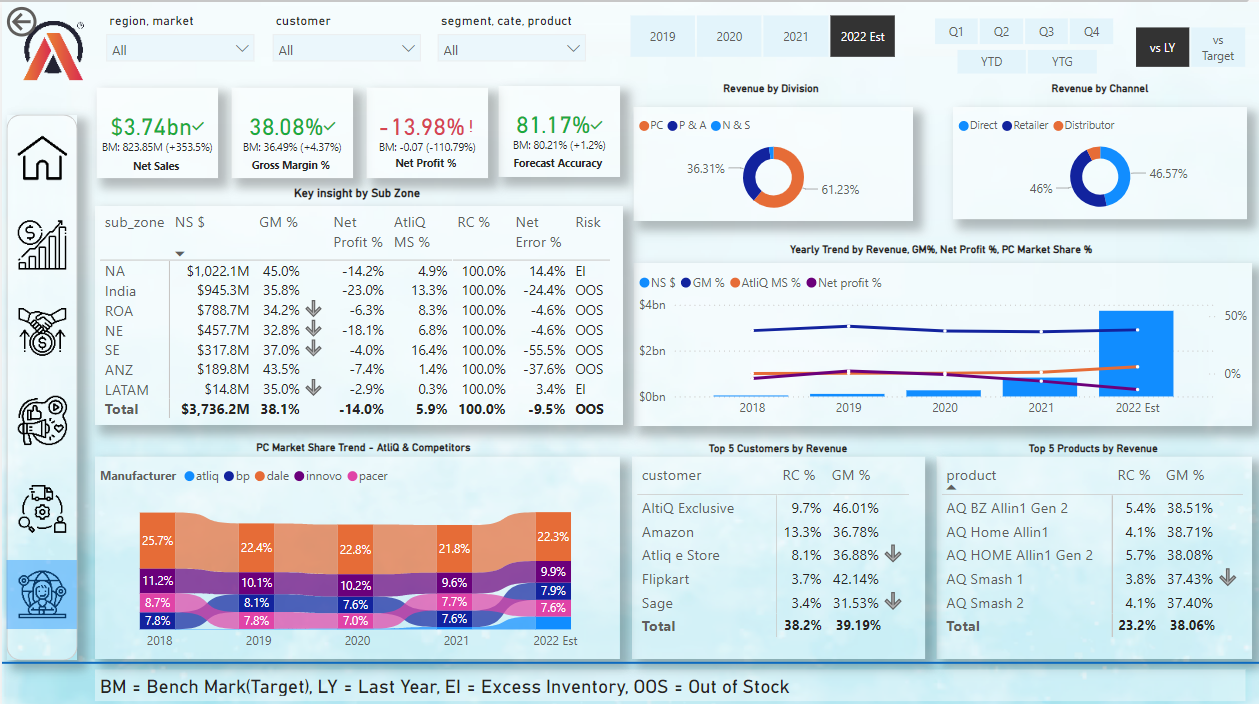 region, market
customer
segment, cate, product
All
All
All
2019
2020
2021
2022 Est
Q1
Q2
Q3
Q4
YTD
YTG
vs LY
vs
Target
$3.74bn
BM: 823.85M (+353.5%)
Net Sales
38.08%
BM: 36.49% (+4.37%)
Gross Margin %
-13.98% !
BM: -0.07 (-110.79%)
Net Profit %
81.17%
BM: 80.21% (+1.2%)
Forecast Accuracy
Revenue by Division
PC P & A N & S
36.31%
61.23%
Revenue by Channel
Direct Retailer Distributor
46%
46.57%
Key insight by Sub Zone
sub_zone NS $ GM % Net Profit % AtliQ MS % RC % Net Error % Risk
NA $1,022.1M 45.0% -14.2% 4.9% 100.0% 14.4% EI
India $945.3M 35.8% -23.0% 13.3% 100.0% -24.4% OOS
ROA $788.7M 34.2% -6.3% 8.3% 100.0% -4.6% OOS
NE $457.7M 32.8% -18.1% 6.8% 100.0% -4.6% OOS
SE $317.8M 37.0% -4.0% 16.4% 100.0% -55.5% OOS
ANZ $189.8M 43.5% -7.4% 1.4% 100.0% -37.6% OOS
LATAM $14.8M 35.0% -2.9% 0.3% 100.0% 3.4% EI
Total $3,736.2M 38.1% -14.0% 5.9% 100.0% -9.5% OOS
Yearly Trend by Revenue, GM%, Net Profit %, PC Market Share %
NS $ GM % AtliQ MS % Net profit %
$4bn
$2bn
$0bn
50%
0%
2018 2019 2020 2021 2022 Est
PC Market Share Trend - AtliQ & Competitors
Manufacturer atliq bp dale innovo pacer
25.7% 22.4% 22.8% 21.8% 22.3%
11.2% 10.1% 10.2% 9.6% 9.9%
8.7% 8.1% 7.6% 7.7% 7.9%
7.8% 7.8% 7.0% 7.6% 7.6%
2018 2019 2020 2021 2022 Est
Top 5 Customers by Revenue
customer RC % GM %
AltiQ Exclusive 9.7% 46.01%
Amazon 13.3% 36.78%
Atliq e Store 8.1% 36.88%
Flipkart 3.7% 42.14%
Sage 3.4% 31.53%
Total 38.2% 39.19%
Top 5 Products by Revenue
product RC % GM %
AQ BZ Allin1 Gen 2 5.4% 38.51%
AQ Home Allin1 4.1% 38.71%
AQ HOME Allin1 Gen 2 5.7% 38.08%
AQ Smash 1 3.8% 37.43%
AQ Smash 2 4.1% 37.40%
Total 23.2% 38.06%
BM = Bench Mark(Target), LY = Last Year, EI = Excess Inventory, OOS = Out of Stock